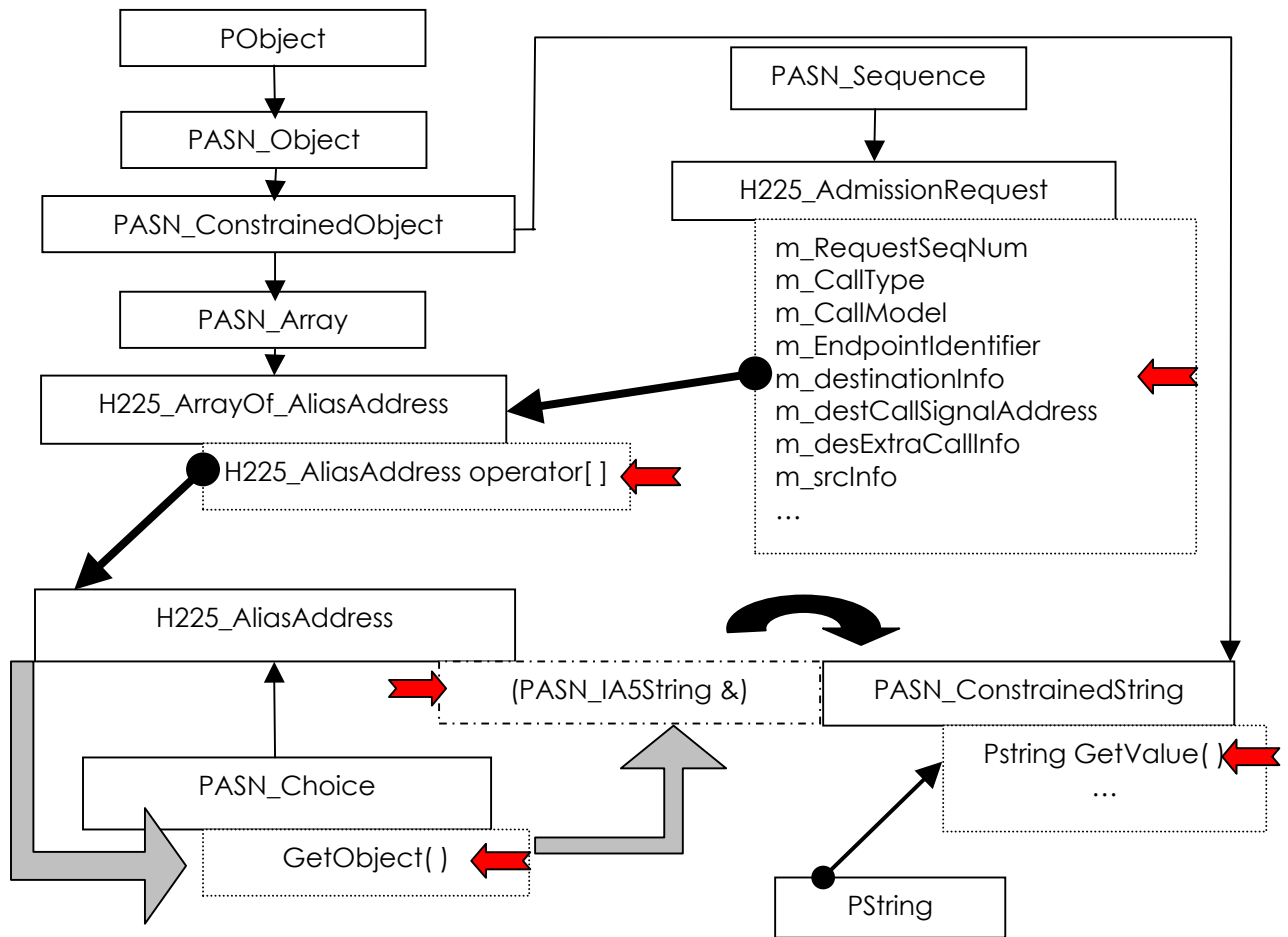 PObject
PASN_Sequence
PASN_Object
H225_AdmissionRequest
PASN_ConstrainedObject
m_RequestSeqNum
m_CallType
m_CallModel
m_EndpointIdentifier
m_destinationInfo
m_destCallSignalAddress
m_desExtraCallInfo
m_srcInfo
…
PASN_Array
H225_ArrayOf_AliasAddress
H225_AliasAddress operator[ ]
H225_AliasAddress
(PASN_IA5String &)
PASN_ConstrainedString
Pstring GetValue( )
…
PASN_Choice
GetObject( )
PString